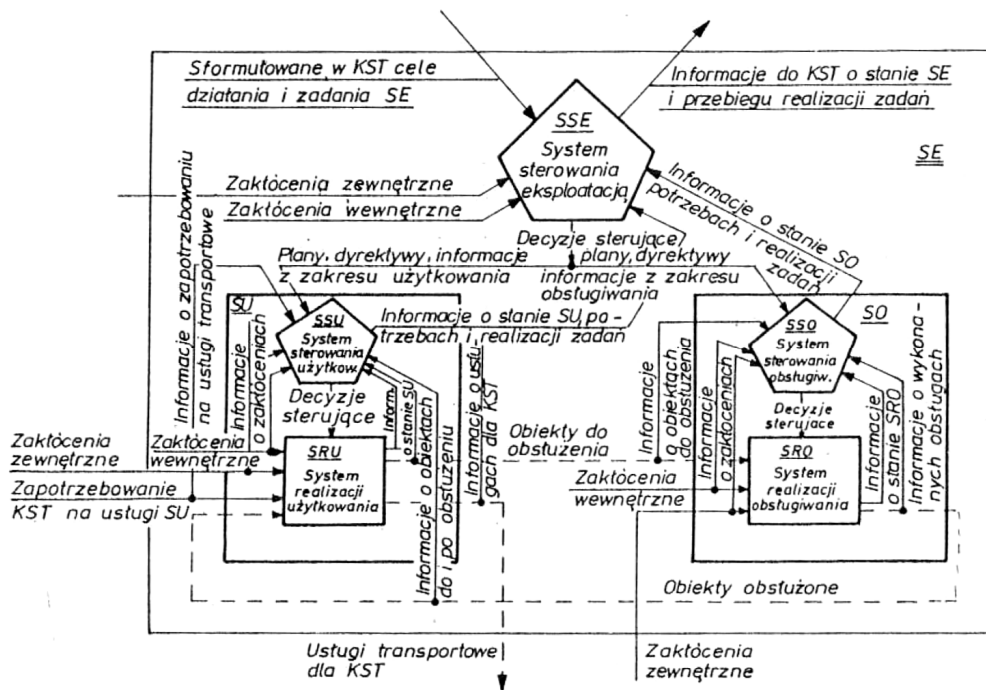 Sformułowane w KST cele
działania i zadania SE
Informacje do KST o stanie SE
i przebiegu realizacji zadań
SSE
System
sterowania
eksploatacją
SE
Zakłócenia zewnętrzne
Zakłócenia wewnętrzne
Informacje o stanie SO
potrzebach i realizacji
zadań
Informacje o zapotrzebowaniu
na usługi transportowe
Decyzje sterujące
Plany, dyrektywy, informacje
z zakresu użytkowania
plany, dyrektywy
informacje z zakresu
obsługiwania
SU
SSU
System
sterowania
użytkow.
Informacje o stanie SU, po-
trzebach i realizacji zadań
SSO
System
sterowania
obsługiw.
SO
Informacje
o zakłóceniach
Decyzje
sterujące
Inform.
o stanie SU
Informacje o obiektach
do i po obsłużeniu
Informacje o usłu-
gach dla KST
Informacje
o obiektach
do obsłużenia
Informacje
o zakłóceniach
Decyzje
sterujace
Informacje
o stanie SRO
Informacje o wykona-
nych obsługach
Zakłócenia
zewnętrzne
Zakłócenia
wewnętrzne
SRU
System
realizacji
użytkowania
Obiekty do
obsłużenia
Zakłócenia
wewnętrzne
SRO
System
realizacji
obsługiwania
Zapotrzebowanie
KST na usługi SU
Obiekty obsłużone
Usługi transportowe
dla KST
Zakłócenia
zewnętrzne